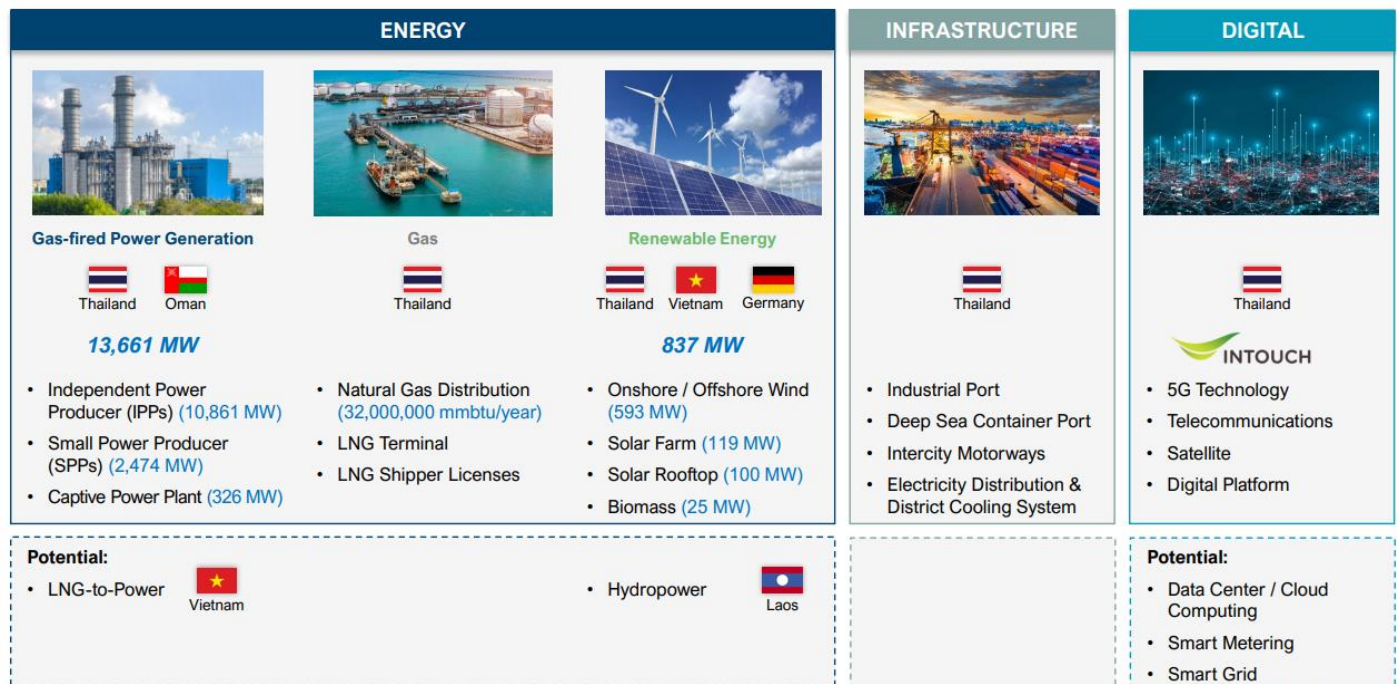 ENERGY
Gas-fired Power Generation
Thailand
Oman
13,661 MW
• Independent Power
Producer (IPPs) (10,861 MW)
• Small Power Producer
(SPPs) (2,474 MW)
• Captive Power Plant (326 MW)
Gas
Thailand
• Natural Gas Distribution
(32,000,000 mmbtu/year)
• LNG Terminal
• LNG Shipper Licenses
Renewable Energy
Thailand
Vietnam
Germany
837 MW
• Onshore / Offshore Wind
(593 MW)
• Solar Farm (119 MW)
• Solar Rooftop (100 MW)
• Biomass (25 MW)
Potential:
• LNG-to-Power
Vietnam
• Hydropower
Laos
INFRASTRUCTURE
Thailand
• Industrial Port
• Deep Sea Container Port
• Intercity Motorways
• Electricity Distribution &
District Cooling System
DIGITAL
Thailand
INTOUCH
• 5G Technology
• Telecommunications
• Satellite
• Digital Platform
Potential:
• Data Center / Cloud
Computing
• Smart Metering
• Smart Grid